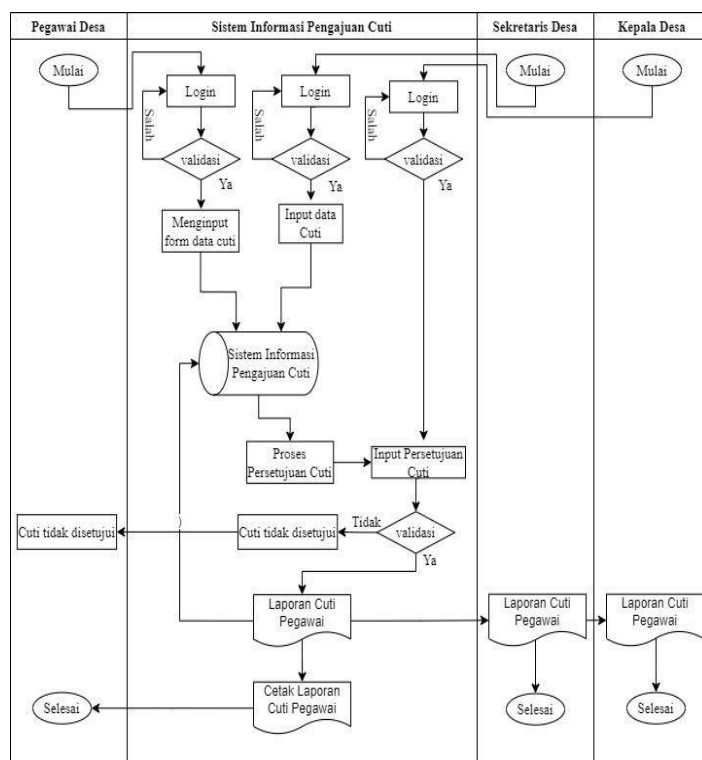 Pegawai Desa
Sistem Informasi Pengajuan Cuti
Sekretaris Desa
Kepala Desa
Mulai
Login
Login
Login
Mulai
Mulai
Salah
Salah
Salah
validasi
validasi
validasi
Ya
Ya
Ya
Menginput
form data cuti
Input data
Cuti
Sistem Informasi
Pengajuan Cuti
Proses
Persetujuan Cuti
Input Persetujuan
Cuti
Cuti tidak disetujui
Cuti tidak disetujui
Tidak
validasi
Ya
Laporan Cuti
Pegawai
Laporan Cuti
Pegawai
Laporan Cuti
Pegawai
Cetak Laporan
Cuti Pegawai
Selesai
Selesai
Selesai